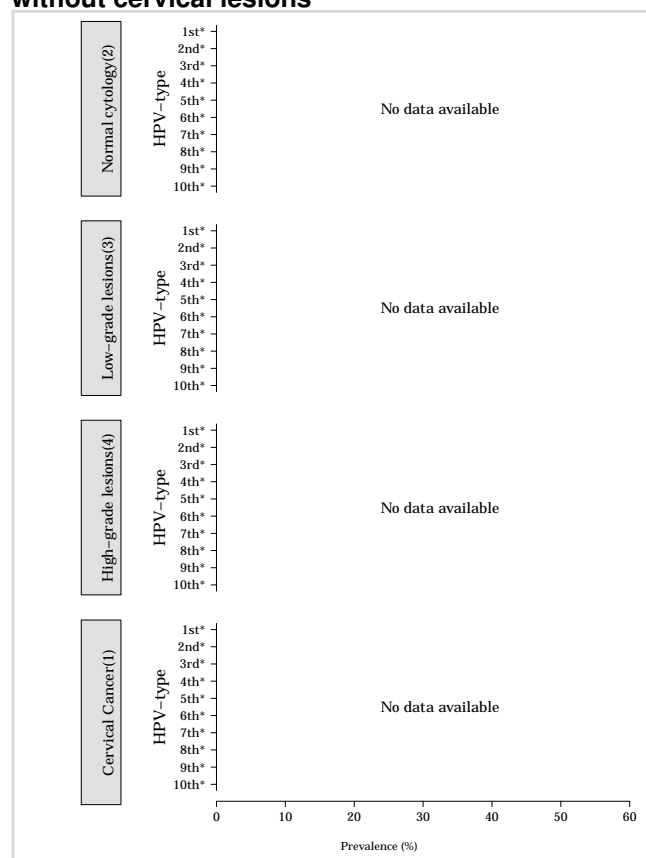 without cervical lesions
Normal cytology(2)
HPV−type
1st*
2nd*
3rd*
4th*
5th*
6th*
7th*
8th*
9th*
10th*
No data available
Low−grade lesions(3)
HPV−type
1st*
2nd*
3rd*
4th*
5th*
6th*
7th*
8th*
9th*
10th*
No data available
High−grade lesions(4)
HPV−type
1st*
2nd*
3rd*
4th*
5th*
6th*
7th*
8th*
9th*
10th*
No data available
Cervical Cancer(1)
HPV−type
1st*
2nd*
3rd*
4th*
5th*
6th*
7th*
8th*
9th*
10th*
No data available
0 10 20 30 40 50 60
Prevalence (%)